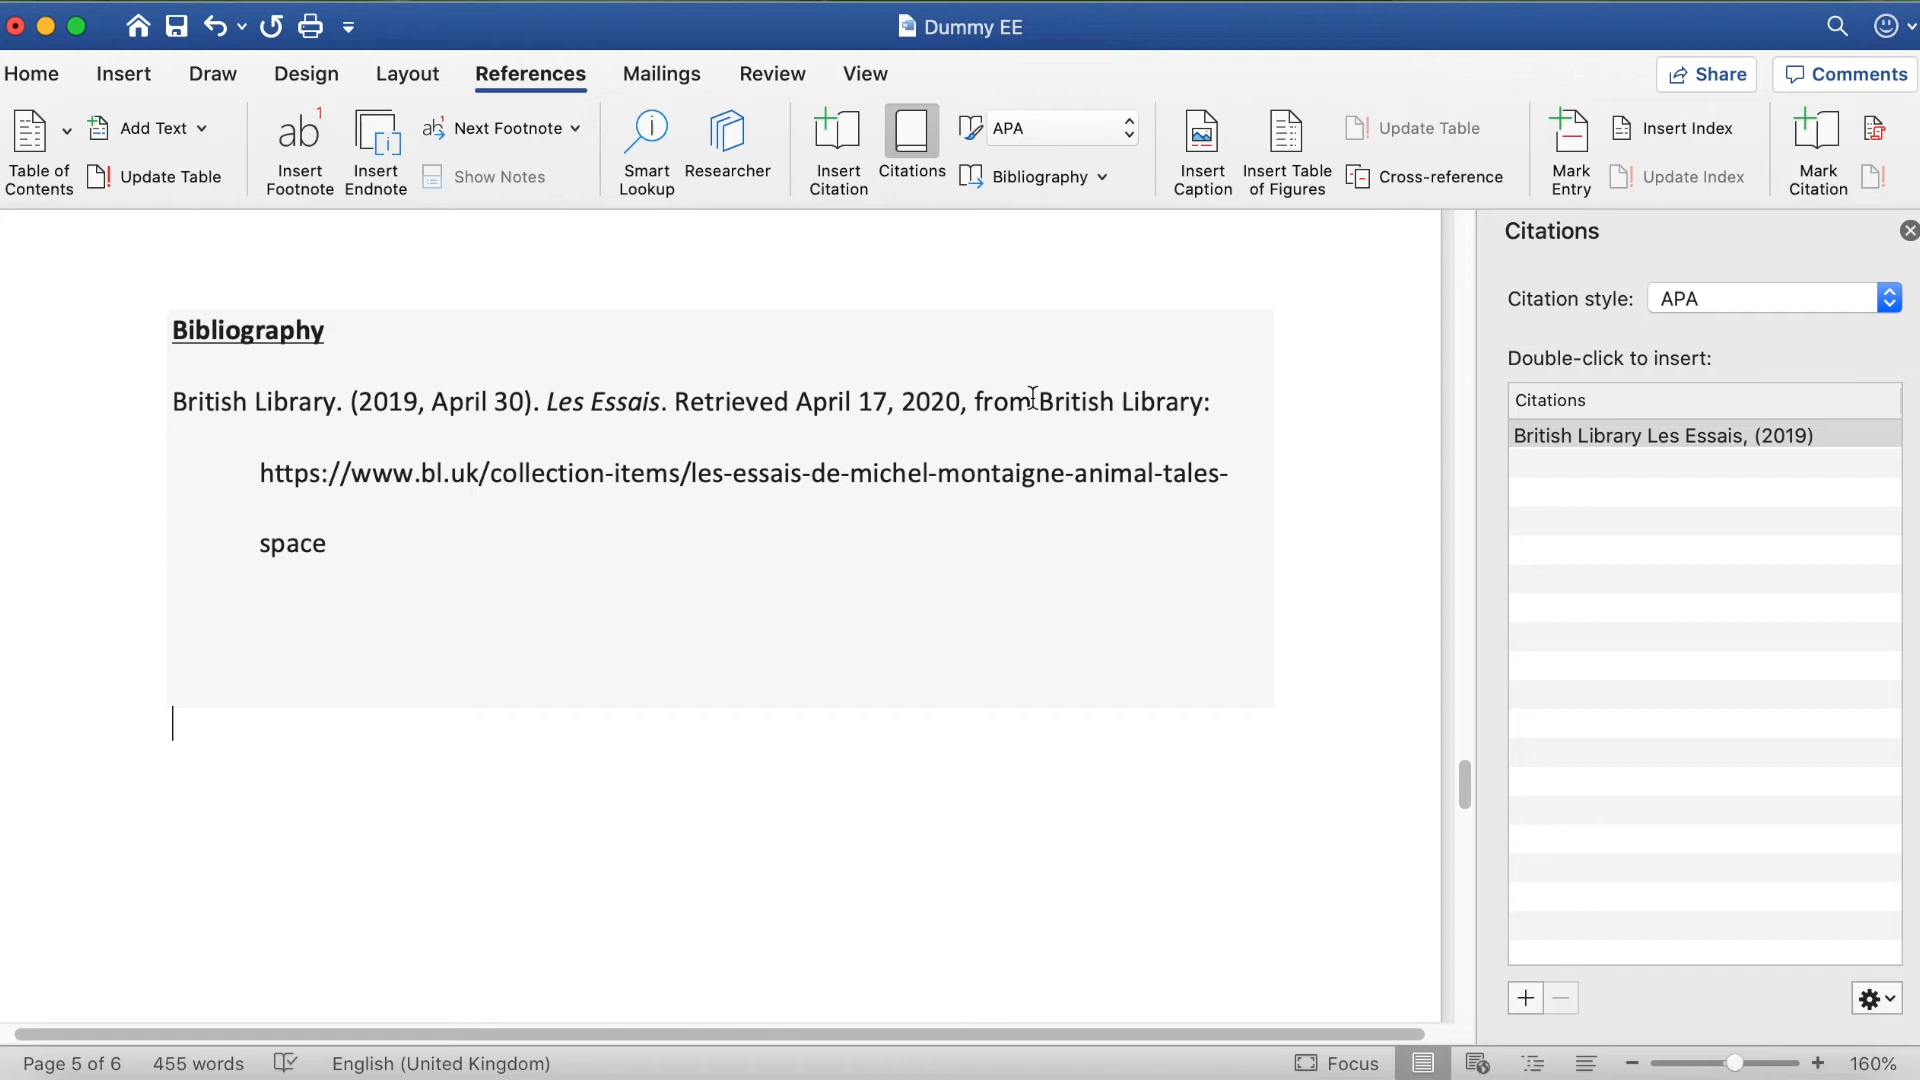 Dummy EE
Home Insert Draw Design Layout References Mailings Review View Share Comments
Table of Contents
Add Text
Update Table
ab 1
Insert Footnote
Insert Endnote
ab Next Footnote
Show Notes
Smart Lookup
Researcher
Insert Citation
Citations
APA
Bibliography
Insert Caption
Insert Table of Figures
Update Table
Cross-reference
Mark Entry
Insert Index
Update Index
Mark Citation
Bibliography
British Library. (2019, April 30). Les Essais. Retrieved April 17, 2020, from British Library:
https://www.bl.uk/collection-items/les-essais-de-michel-montaigne-animal-tales-
space
Citations
Citation style: APA
Double-click to insert:
Citations
British Library Les Essais, (2019)
Page 5 of 6 455 words English (United Kingdom) Focus 160%